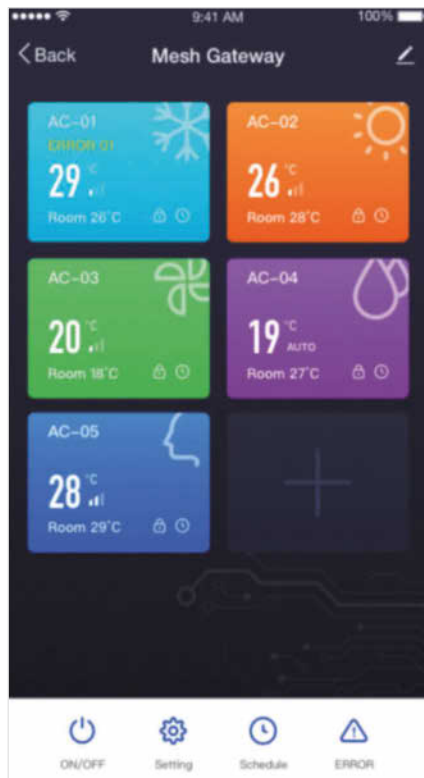 9:41 AM 100%
Back Mesh Gateway
AC-01
ERROR 01
29 °C
Room 26°C
AC-02
26 °C
Room 28°C
AC-03
20 °C
Room 18°C
AC-04
19 °C AUTO
Room 27°C
AC-05
28 °C
Room 29°C
ON/OFF Setting Schedule ERROR